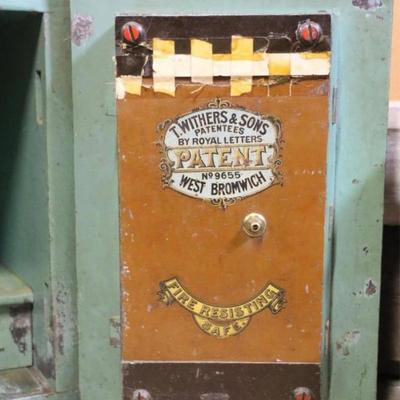 T. WITHERS & SONS
PATENTEES
BY ROYAL LETTERS
PATENT
No 9655
WEST BROMWICH
FIRE RESISTING
SAFE.